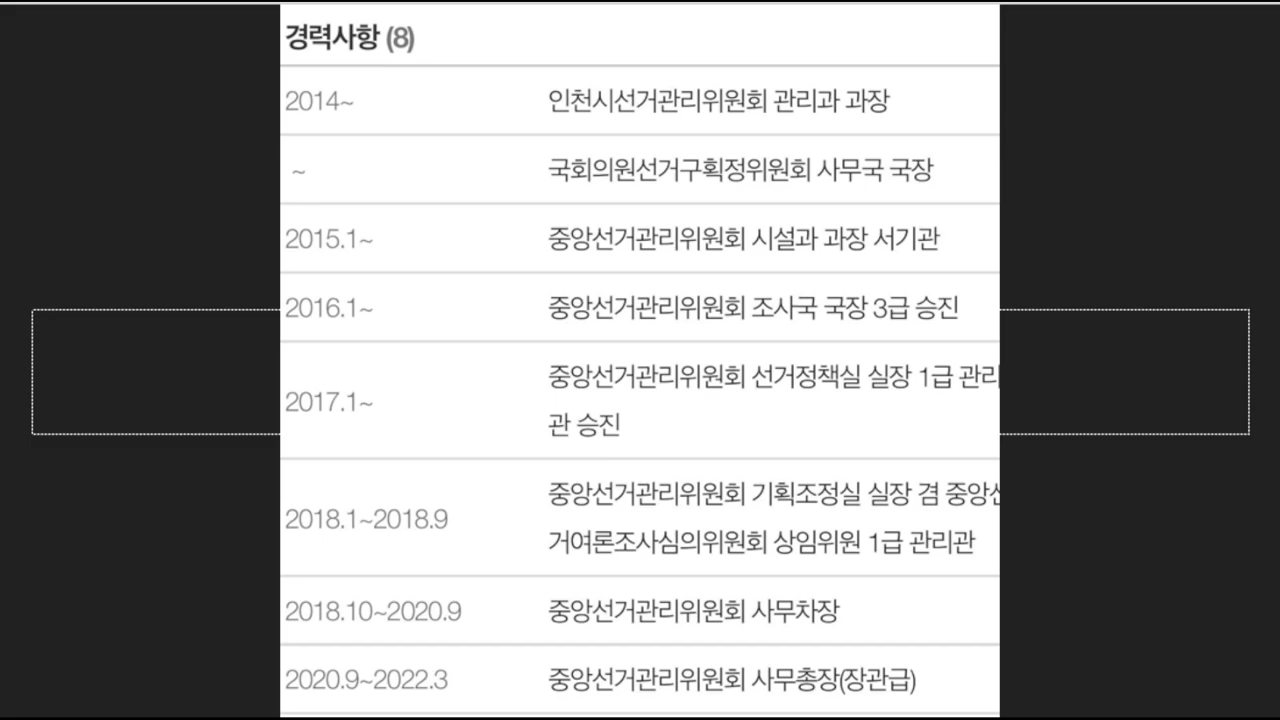 경력사항 (8)
2014~ 인천시선거관리위원회 관리과 과장
~ 국회의원선거구획정위원회 사무국 국장
2015.1~ 중앙선거관리위원회 시설과 과장 서기관
2016.1~ 중앙선거관리위원회 조사국 국장 3급 승진
2017.1~ 중앙선거관리위원회 선거정책실 실장 1급 관리
관 승진
2018.1~2018.9 중앙선거관리위원회 기획조정실 실장 겸 중앙선
거여론조사심의위원회 상임위원 1급 관리관
2018.10~2020.9 중앙선거관리위원회 사무차장
2020.9~2022.3 중앙선거관리위원회 사무총장(장관급)